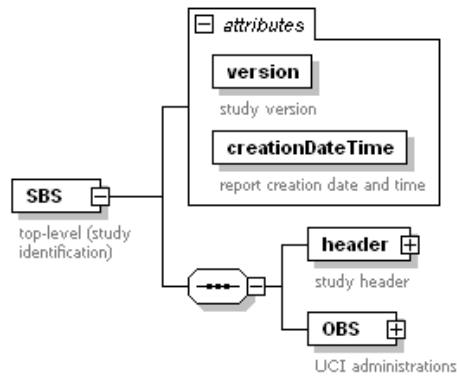 attributes
version
study version
creationDateTime
report creation date and time
SBS
top-level (study
identification)
header
study header
OBS
UCI administrations